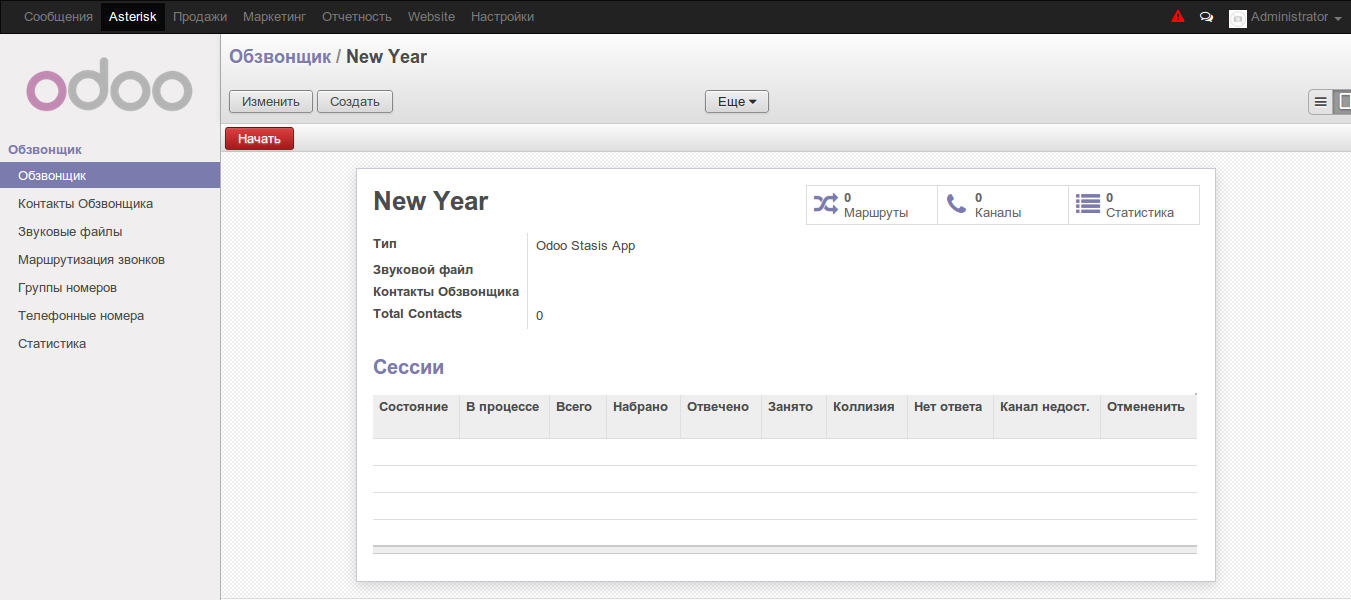 Сообщения Asterisk Продажи Маркетинг Отчетность Website Настройки Administrator
odoo
Обзвонщик / New Year
Изменить Создать Еще
Начать
Обзвонщик
Обзвонщик
Контакты Обзвонщика
Звуковые файлы
Маршрутизация звонков
Группы номеров
Телефонные номера
Статистика
New Year
0 Маршруты
0 Каналы
0 Статистика
Тип Odoo Stasis App
Звуковой файл
Контакты Обзвонщика
Total Contacts 0
Сессии
Состояние В процессе Всего Набрано Отвечено Занято Коллизия Нет ответа Канал недост. Отмененить